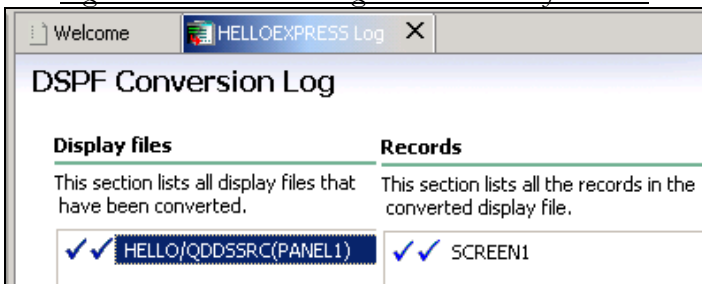 Welcome
HELLOEXPRESS Log
DSPF Conversion Log
Display files
This section lists all display files that
have been converted.
HELLO/QDDSSRC(PANEL1)
Records
This section lists all the records in the
converted display file.
SCREEN1